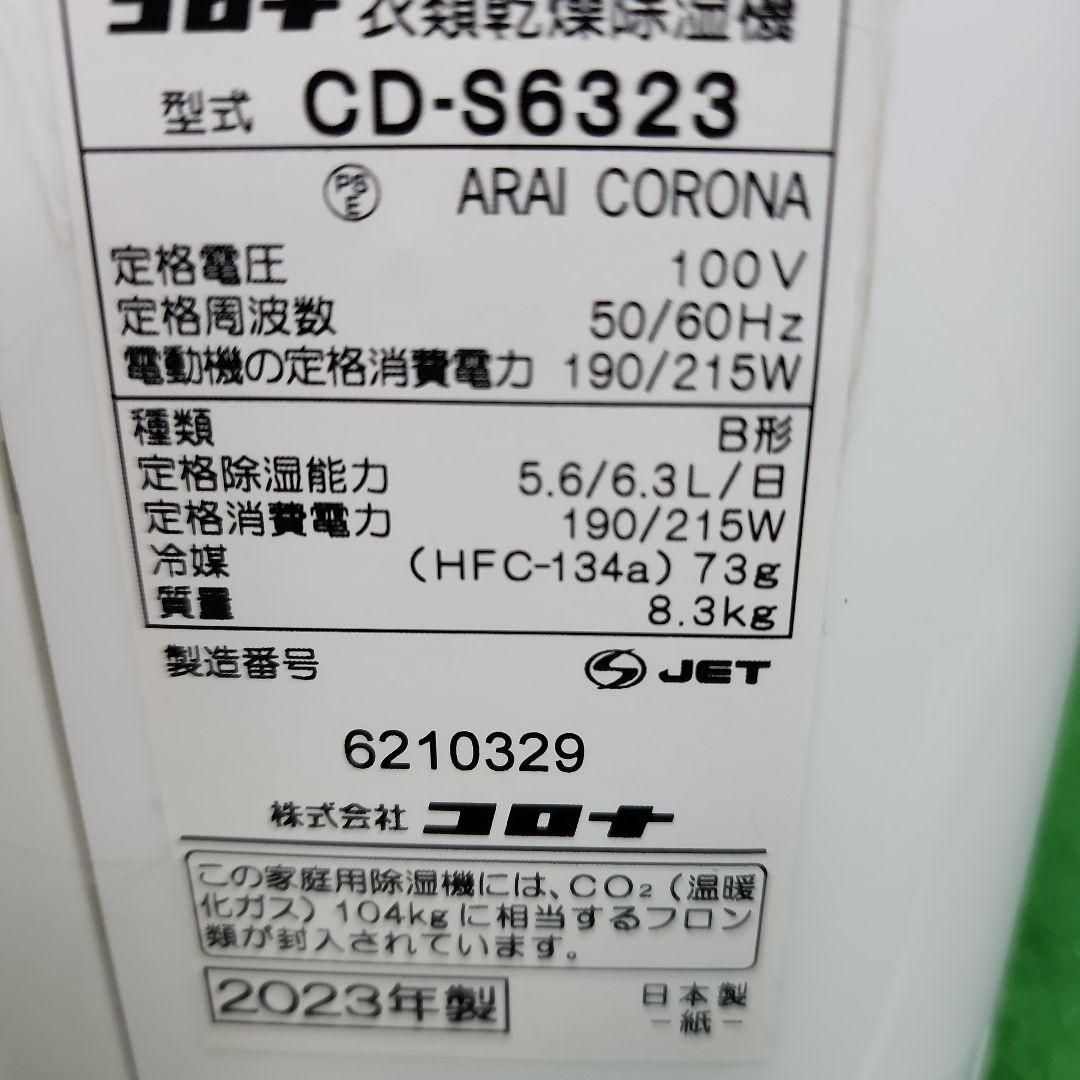 コロナ 衣類乾燥除湿機
型式 CD-S6323
PSE ARAI CORONA
定格電圧 100V
定格周波数 50/60Hz
電動機の定格消費電力 190/215W
種類 B形
定格除湿能力 5.6/6.3L/日
定格消費電力 190/215W
冷媒 (HFC-134a) 73g
質量 8.3kg
製造番号 JET
6210329
株式会社 コロナ
この家庭用除湿機には、CO₂(温暖
化ガス)104kgに相当するフロン
類が封入されています。
2023年製 日本製
-紙-